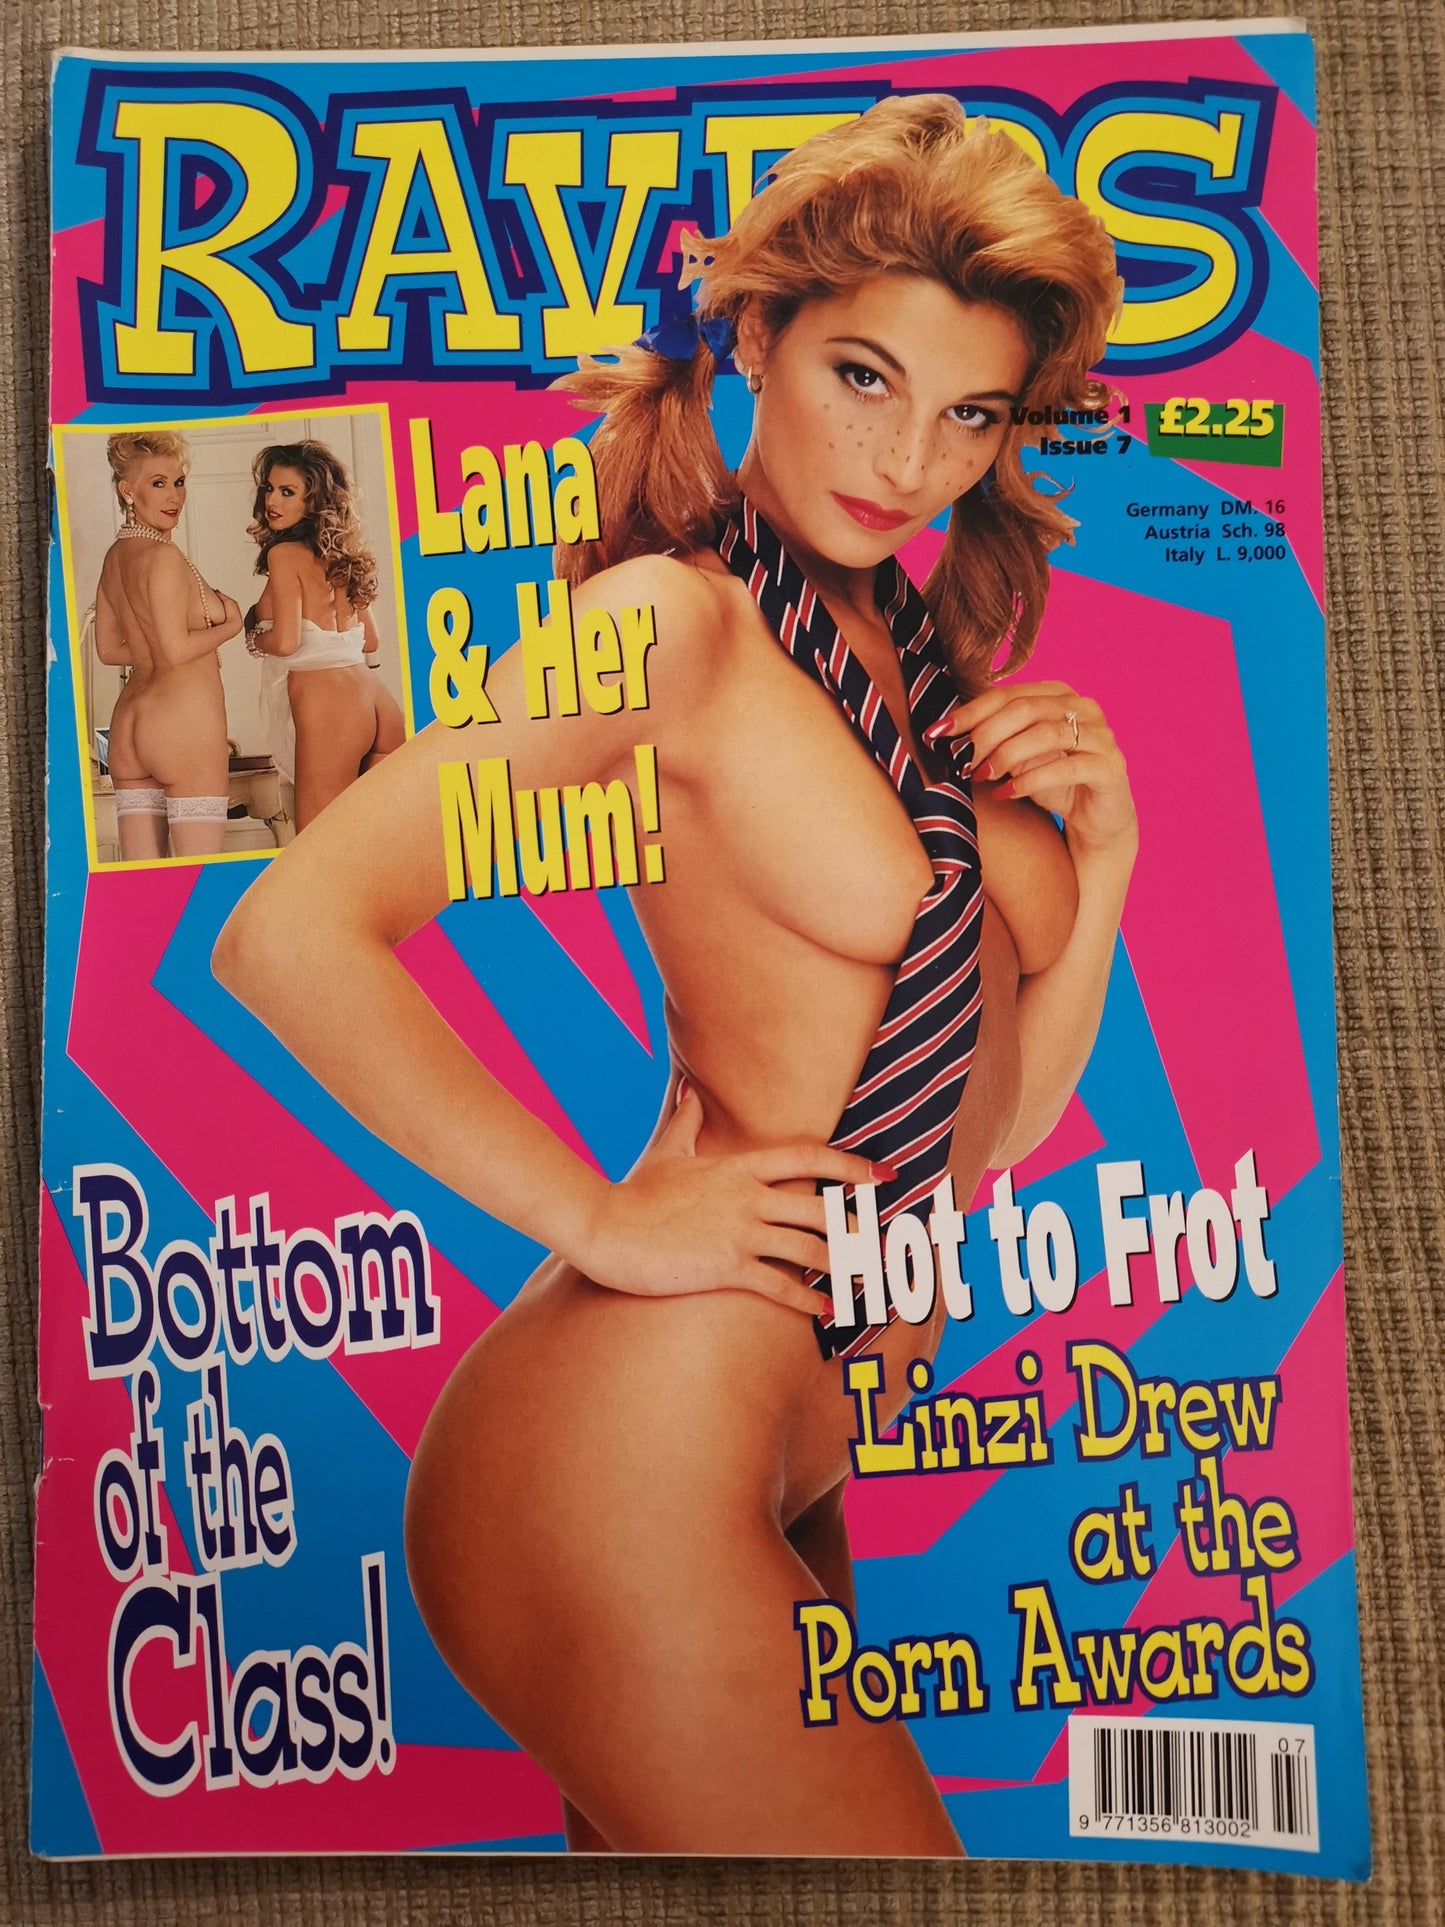 RAVERS
Volume 1
Issue 7
£2.25
Germany DM. 16
Austria Sch. 98
Italy L. 9,000
Lana
& Her
Mum!
Bottom
of the
Class!
Hot to Frot
Linzi Drew
at the
Porn Awards
07
9 771356 813002